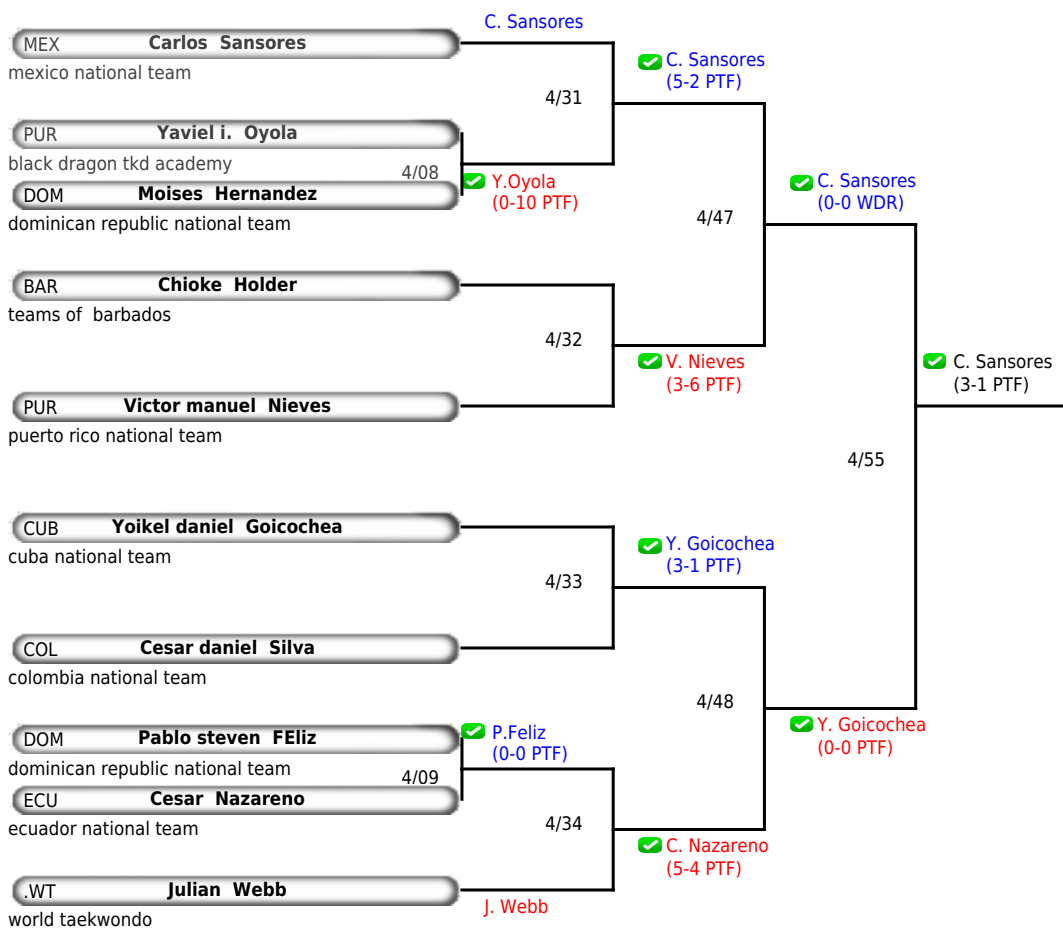 C. Sansores
MEX Carlos Sansores
mexico national team
C. Sansores
(5-2 PTF)
4/31
PUR Yaviel i. Oyola
black dragon tkd academy
4/08
Y.Oyola
(0-10 PTF)
DOM Moises Hernandez
dominican republic national team
C. Sansores
(0-0 WDR)
4/47
BAR Chioke Holder
teams of barbados
4/32
V. Nieves
(3-6 PTF)
C. Sansores
(3-1 PTF)
PUR Victor manuel Nieves
puerto rico national team
4/55
CUB Yoikel daniel Goicochea
cuba national team
Y. Goicochea
(3-1 PTF)
4/33
COL Cesar daniel Silva
colombia national team
4/48
DOM Pablo steven FEliz
dominican republic national team
P.Feliz
(0-0 PTF)
Y. Goicochea
(0-0 PTF)
4/09
ECU Cesar Nazareno
ecuador national team
4/34
C. Nazareno
(5-4 PTF)
.WT Julian Webb
world taekwondo
J. Webb